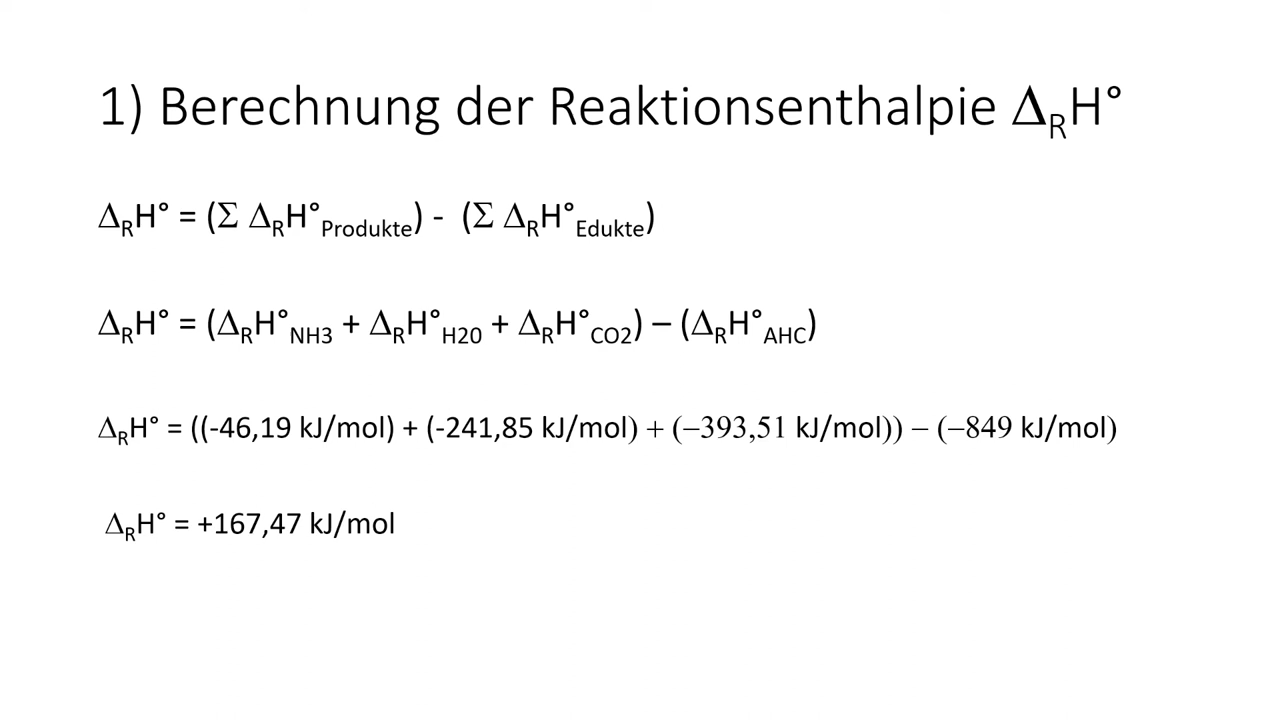 1) Berechnung der Reaktionsenthalpie ΔRH°
ΔRH° = (Σ ΔRH°Produkte) - (Σ ΔRH°Edukte)
ΔRH° = (ΔRH°NH3 + ΔRH°H20 + ΔRH°CO2) – (ΔRH°AHC)
ΔRH° = ((-46,19 kJ/mol) + (-241,85 kJ/mol) + (−393,51 kJ/mol)) − (−849 kJ/mol)
ΔRH° = +167,47 kJ/mol